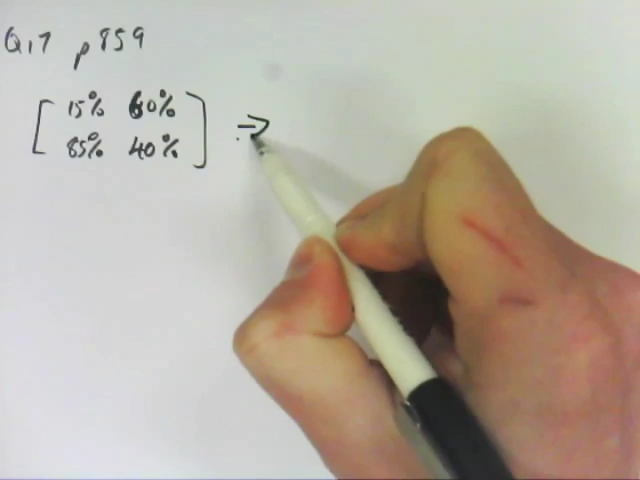 Q17 p859
[ 15% 60% ] ⇒
[ 85% 40% ]